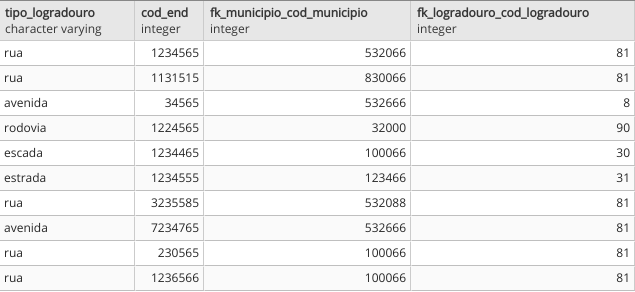 tipo_logradouro cod_end fk_municipio_cod_municipio fk_logradouro_cod_logradouro
character varying integer integer integer
rua 1234565 532066 81
rua 1131515 830066 81
avenida 34565 532666 8
rodovia 1224565 32000 90
escada 1234465 100066 30
estrada 1234555 123466 31
rua 3235585 532088 81
avenida 7234765 532666 81
rua 230565 100066 81
rua 1236566 100066 81